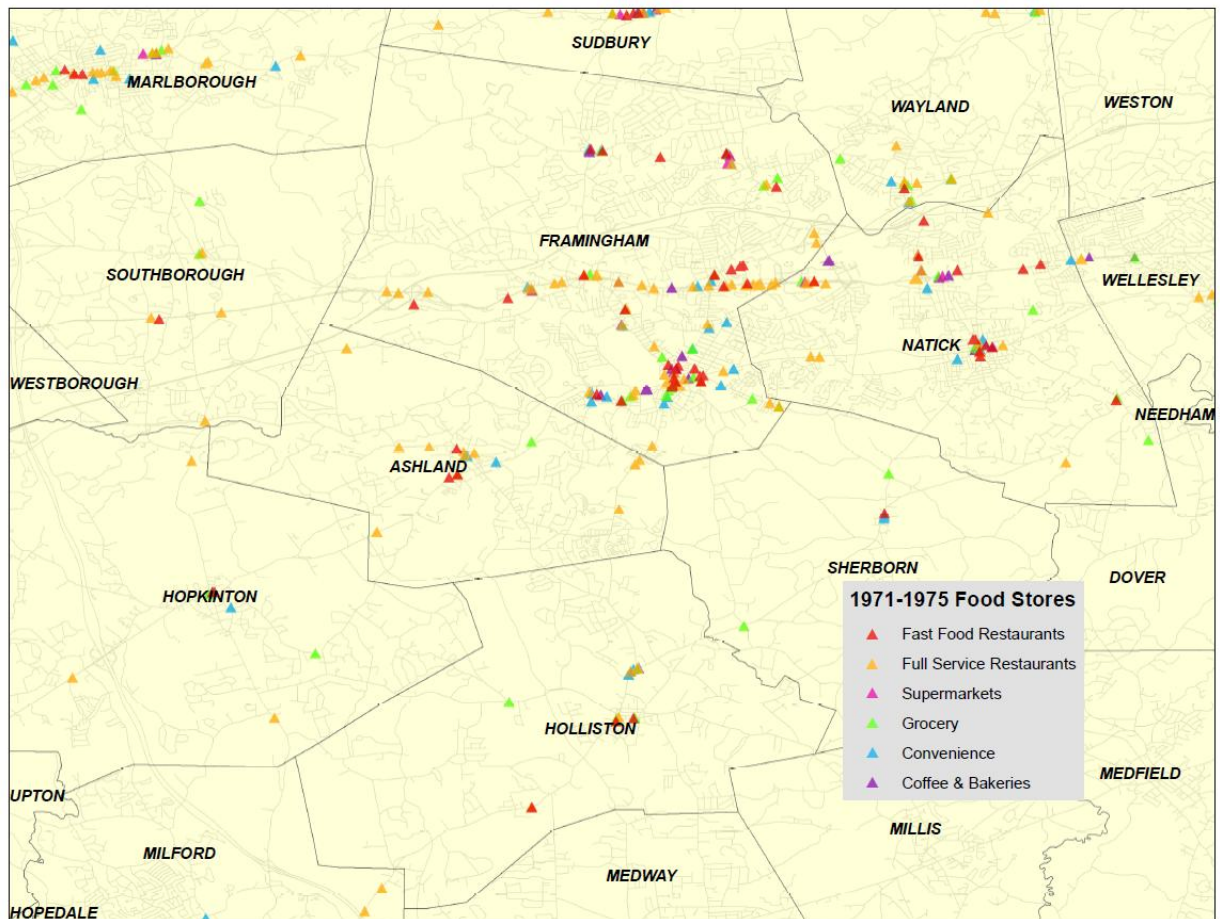 SUDBURY
MARLBOROUGH
WAYLAND
WESTON
FRAMINGHAM
SOUTHBOROUGH
WELLESLEY
NATICK
WESTBOROUGH
NEEDHAM
ASHLAND
SHERBORN
DOVER
HOPKINTON
1971-1975 Food Stores
Fast Food Restaurants
Full Service Restaurants
Supermarkets
Grocery
Convenience
Coffee & Bakeries
HOLLISTON
MEDFIELD
UPTON
MILLIS
MILFORD
MEDWAY
HOPEDALE